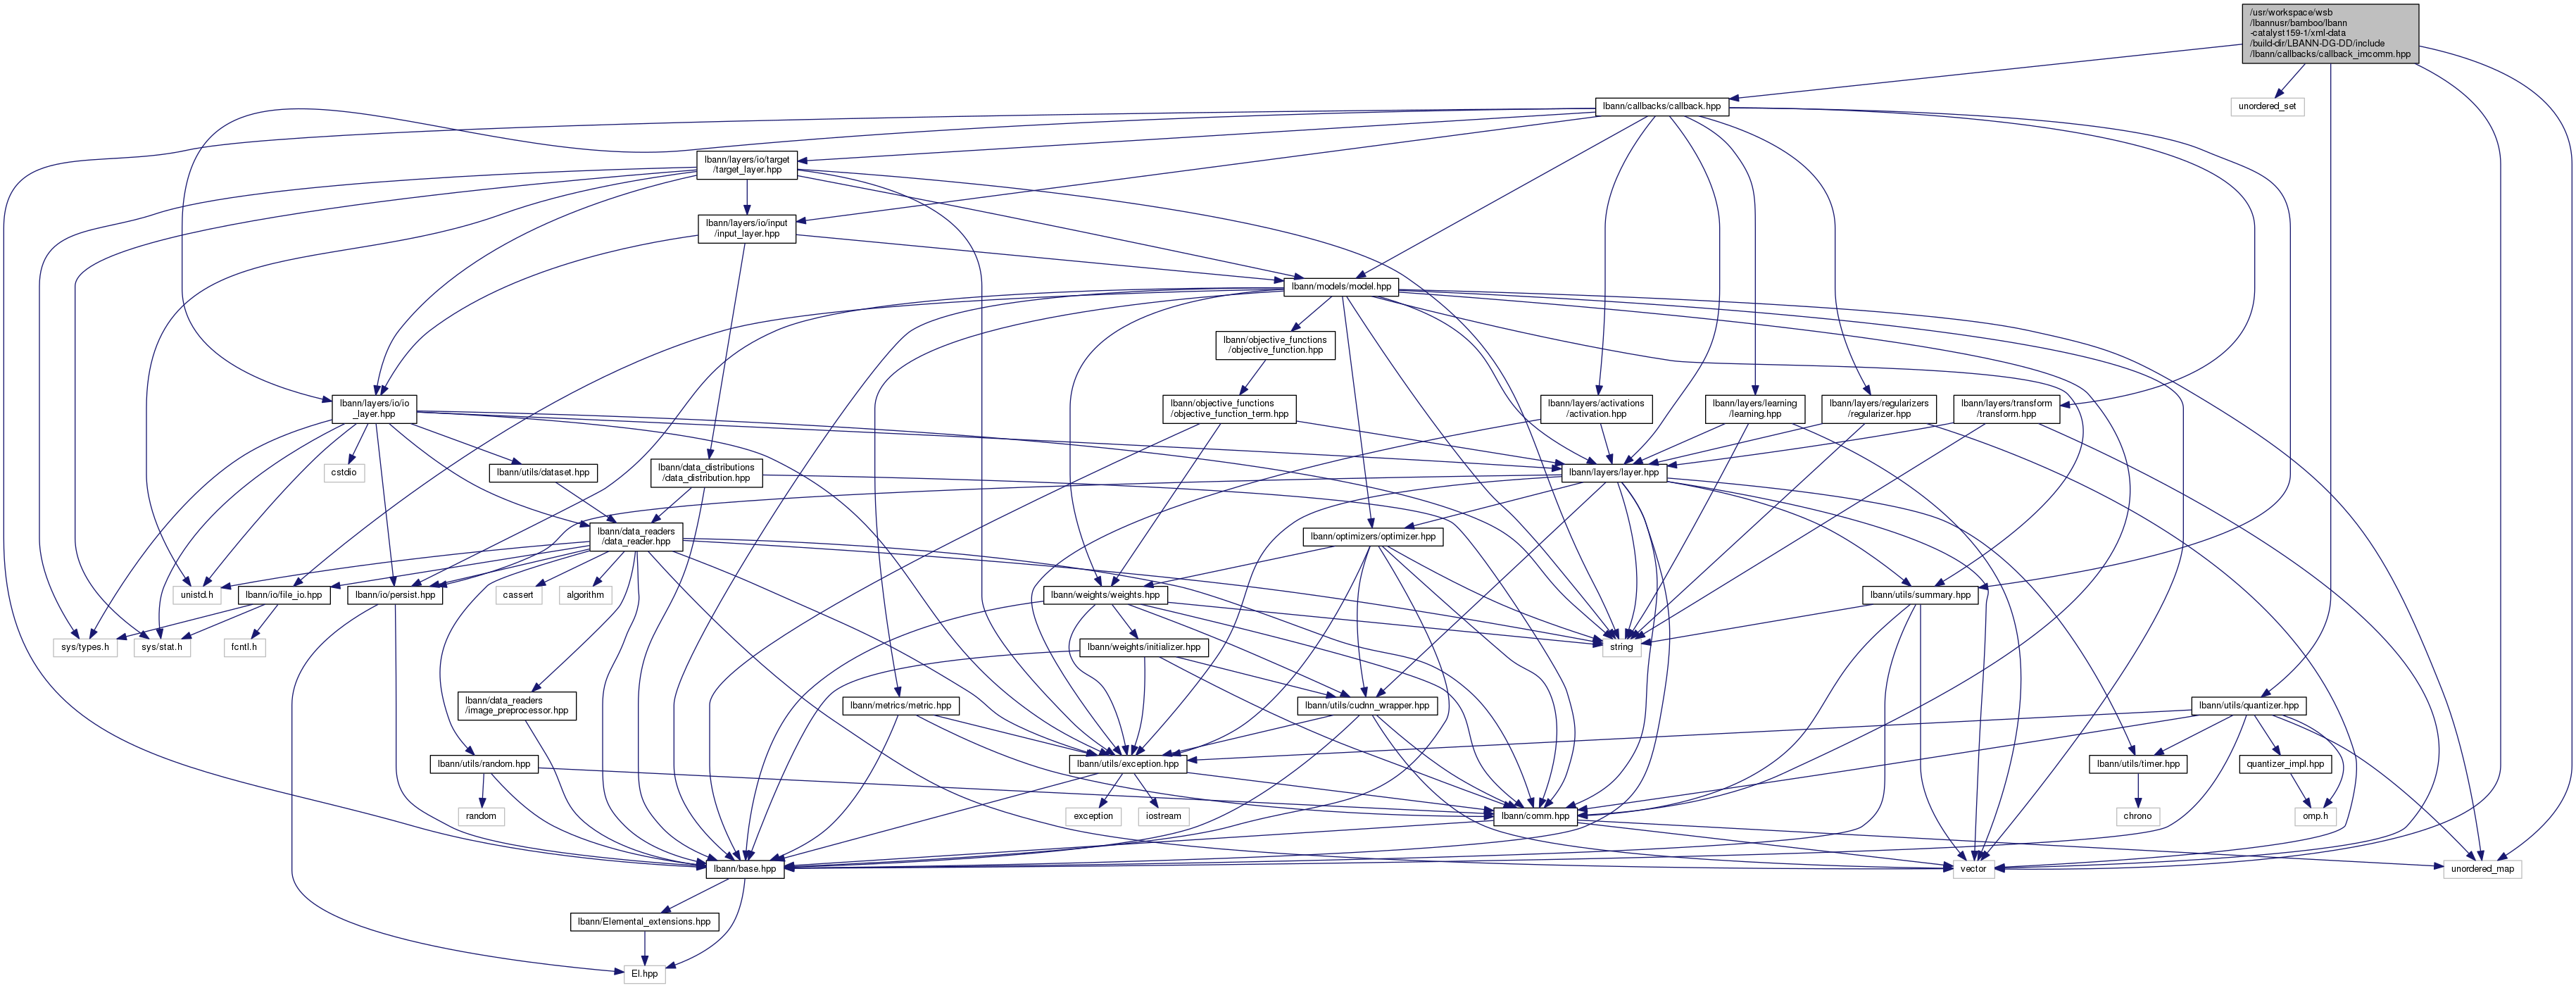 /usr/workspace/wsb
/lbannusr/bamboo/lbann
-catalyst159-1/xml-data
/build-dir/LBANN-DG-DD/include
/lbann/callbacks/callback_imcomm.hpp
lbann/callbacks/callback.hpp
unordered_set
lbann/layers/io/target
/target_layer.hpp
lbann/layers/io/input
/input_layer.hpp
lbann/models/model.hpp
lbann/objective_functions
/objective_function.hpp
lbann/layers/io/io
_layer.hpp
lbann/objective_functions
/objective_function_term.hpp
lbann/layers/activations
/activation.hpp
lbann/layers/learning
/learning.hpp
lbann/layers/regularizers
/regularizer.hpp
lbann/layers/transform
/transform.hpp
cstdio
lbann/utils/dataset.hpp
lbann/data_distributions
/data_distribution.hpp
lbann/layers/layer.hpp
lbann/data_readers
/data_reader.hpp
lbann/optimizers/optimizer.hpp
unistd.h
lbann/io/file_io.hpp
lbann/io/persist.hpp
cassert
algorithm
lbann/weights/weights.hpp
lbann/utils/summary.hpp
sys/types.h
sys/stat.h
fcntl.h
lbann/weights/initializer.hpp
string
lbann/data_readers
/image_preprocessor.hpp
lbann/metrics/metric.hpp
lbann/utils/cudnn_wrapper.hpp
lbann/utils/quantizer.hpp
lbann/utils/random.hpp
lbann/utils/exception.hpp
lbann/utils/timer.hpp
quantizer_impl.hpp
random
exception
iostream
lbann/comm.hpp
chrono
omp.h
lbann/base.hpp
vector
unordered_map
lbann/Elemental_extensions.hpp
El.hpp